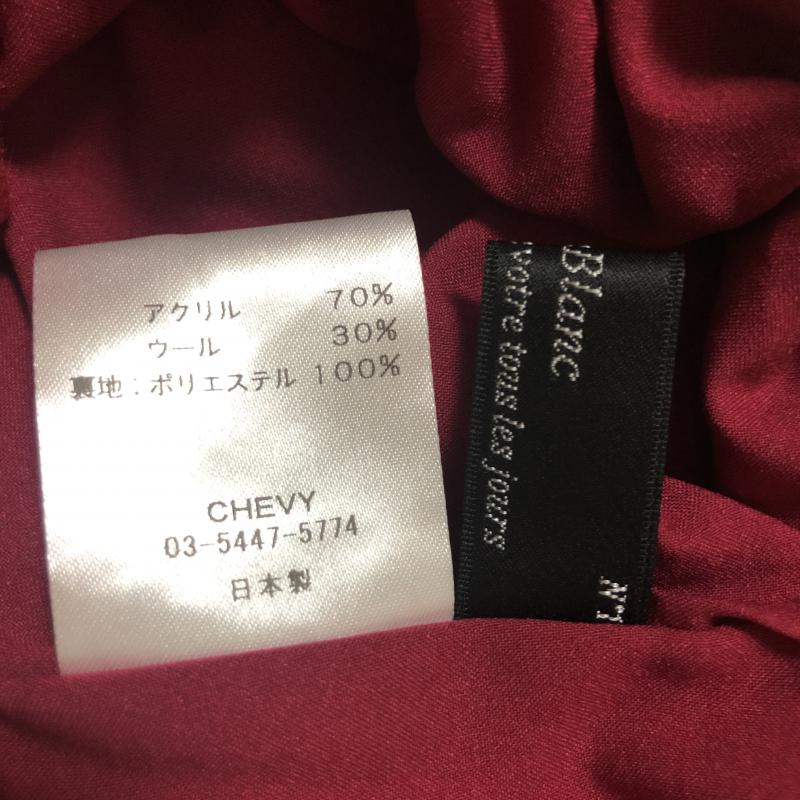 アクリル 70%
ウール 30%
裏地:ポリエステル 100%
CHEVY
03-5447-5774
日本製
Blanc
votre tous les jours